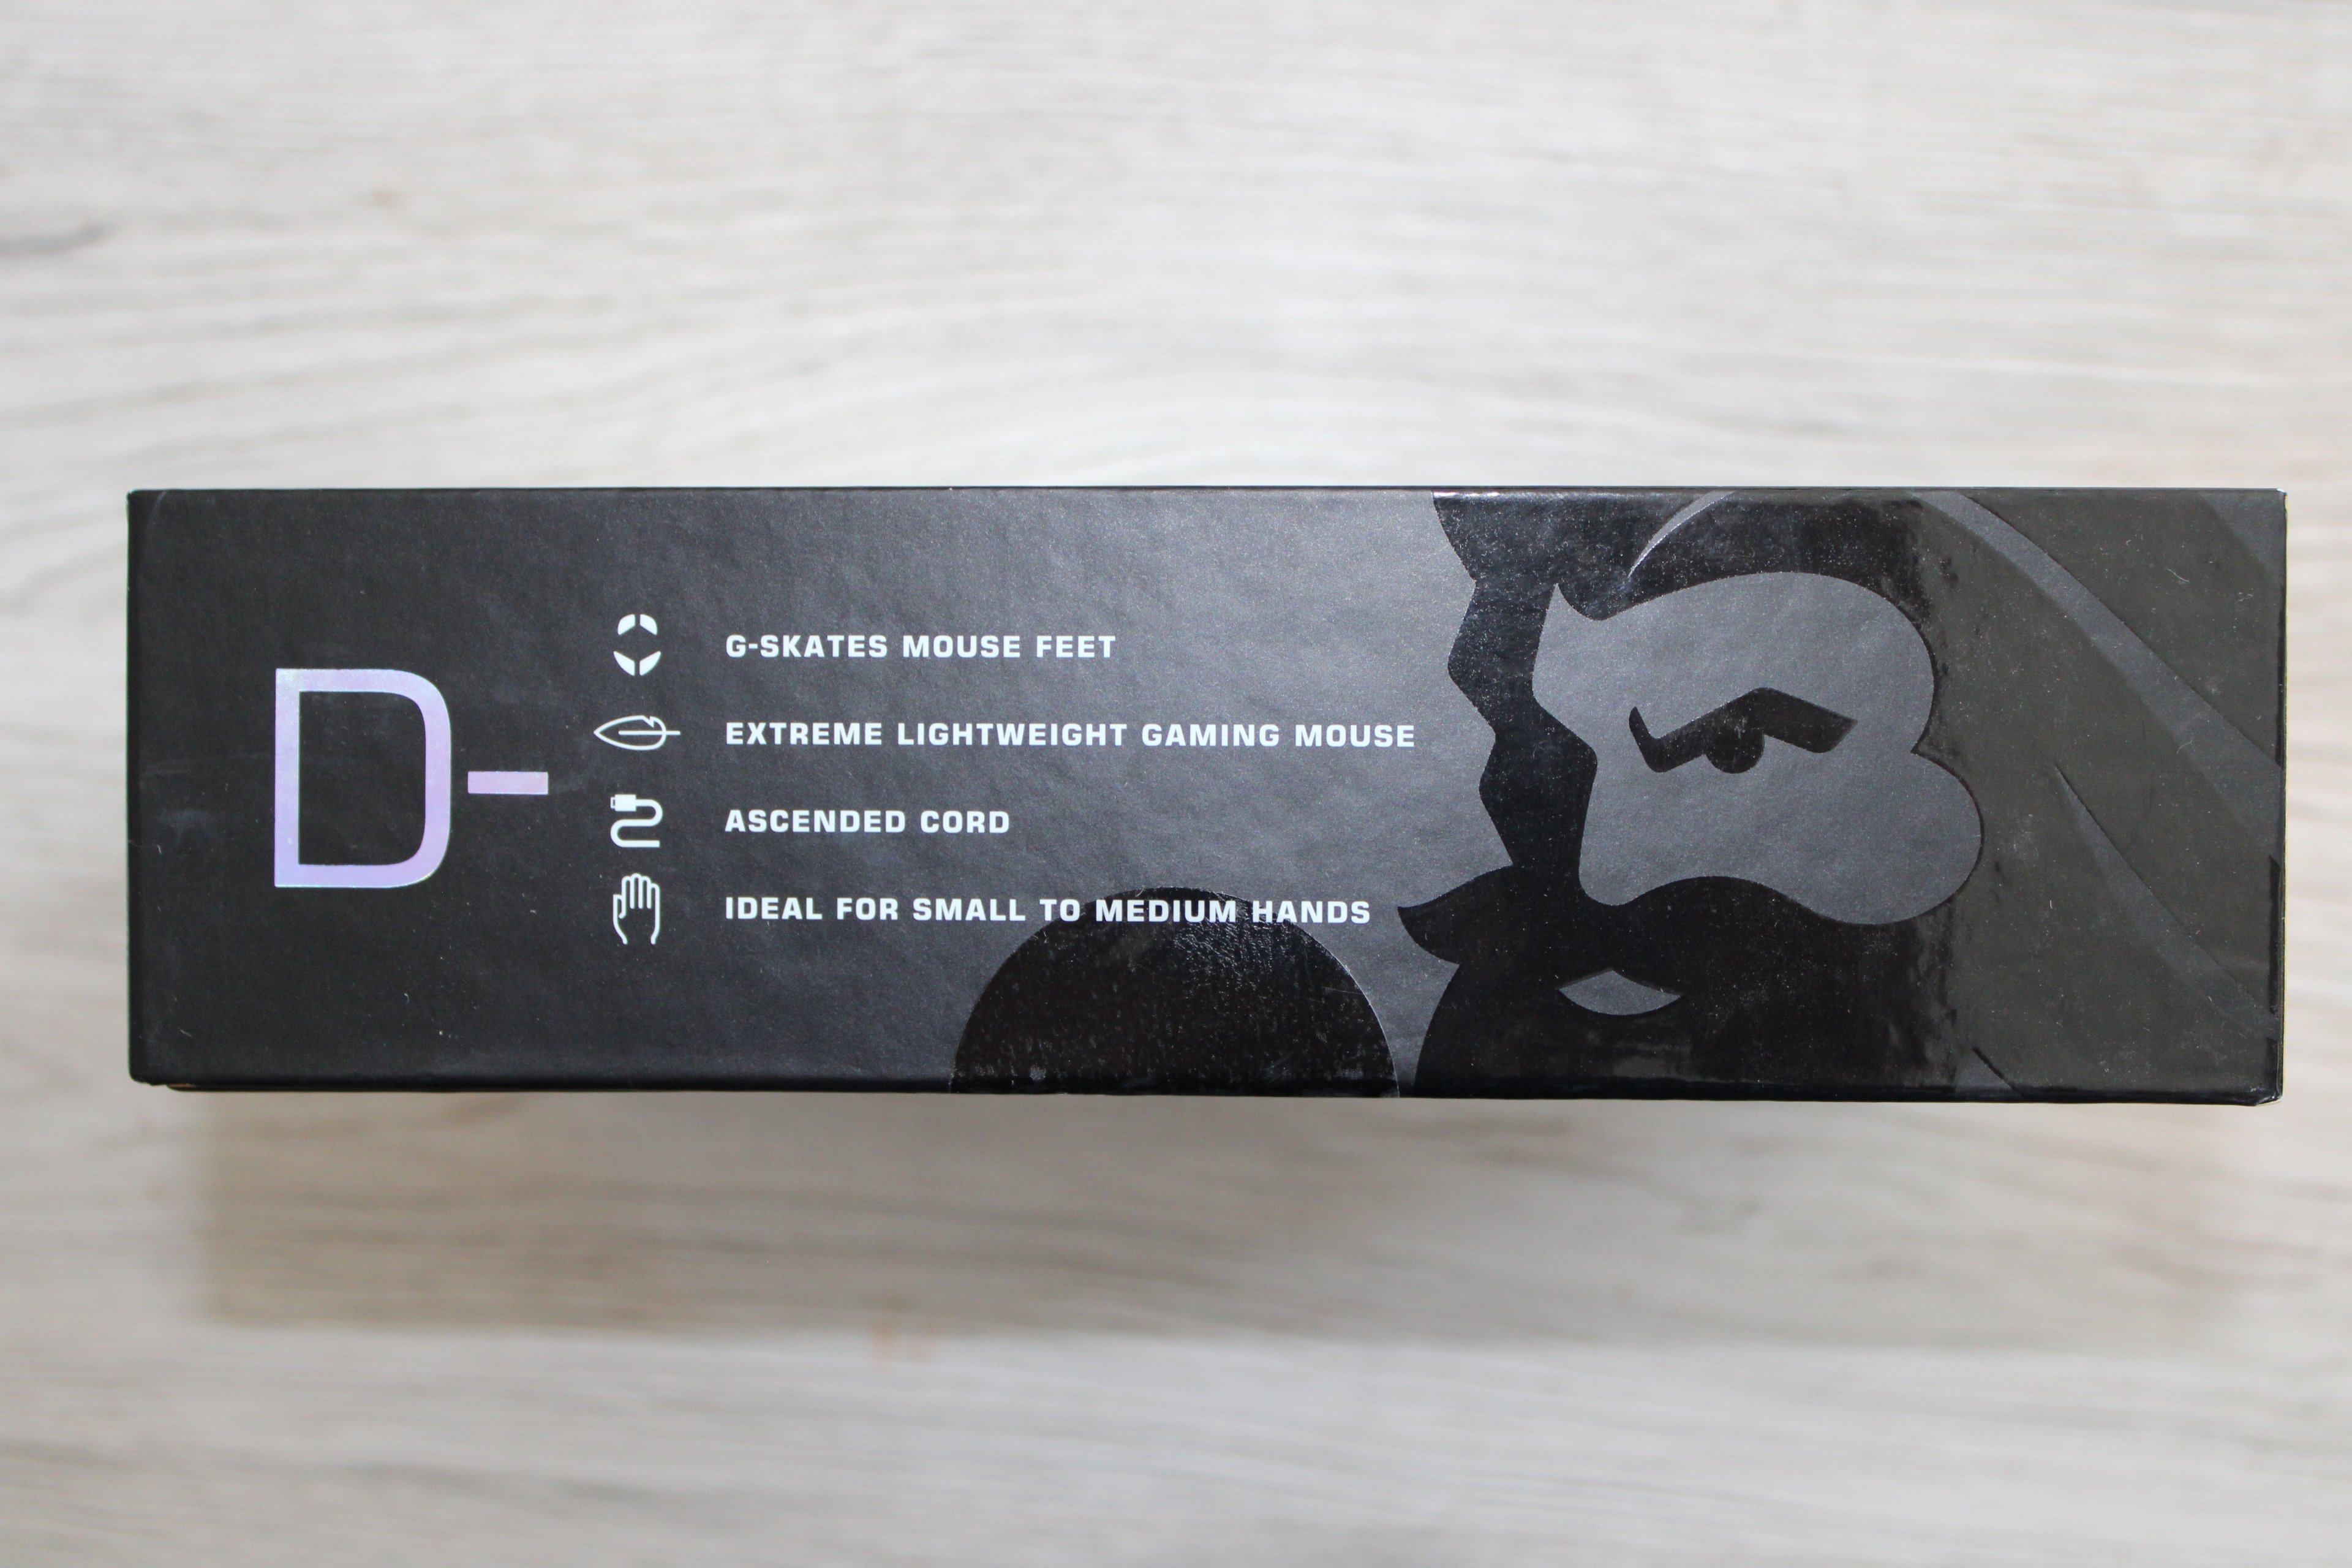 D-
G-SKATES MOUSE FEET
EXTREME LIGHTWEIGHT GAMING MOUSE
ASCENDED CORD
IDEAL FOR SMALL TO MEDIUM HANDS